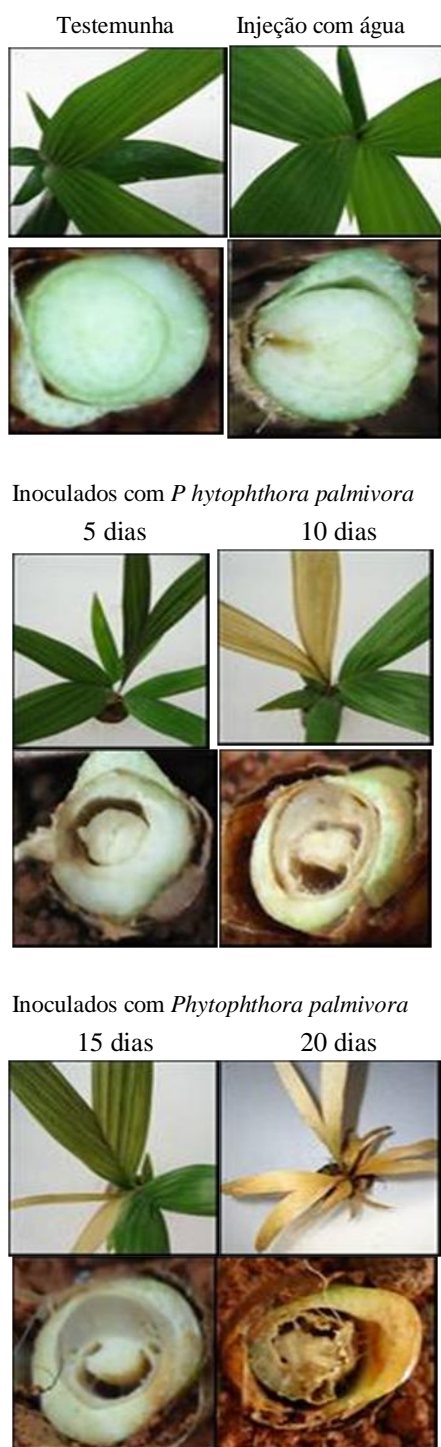 Testemunha Injeção com água
Inoculados com P hytophthora palmivora
5 dias 10 dias
Inoculados com Phytophthora palmivora
15 dias 20 dias